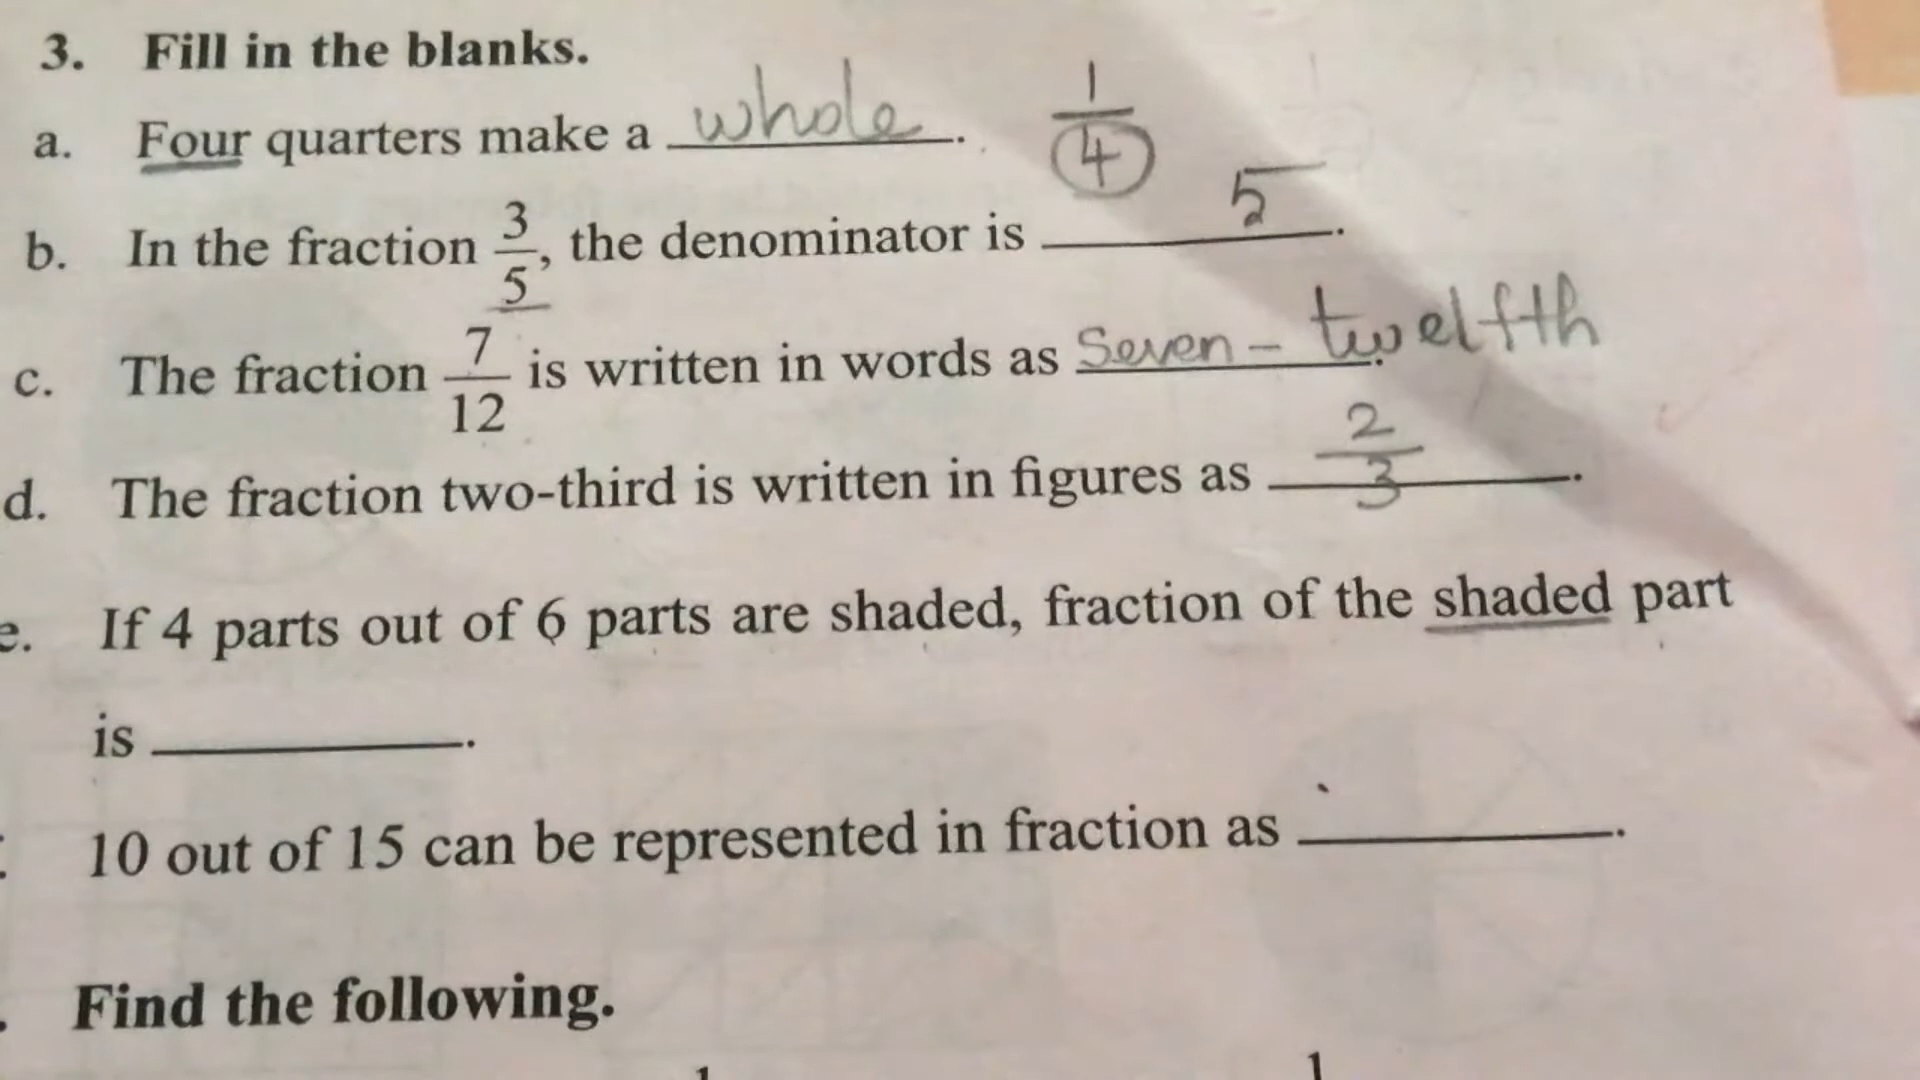 3. Fill in the blanks.
a. Four quarters make a whole. 1/4
b. In the fraction 3/5, the denominator is 5.
c. The fraction 7/12 is written in words as Seven-twelfth.
d. The fraction two-third is written in figures as 2/3.
e. If 4 parts out of 6 parts are shaded, fraction of the shaded part
is ________.
10 out of 15 can be represented in fraction as ________.
Find the following.